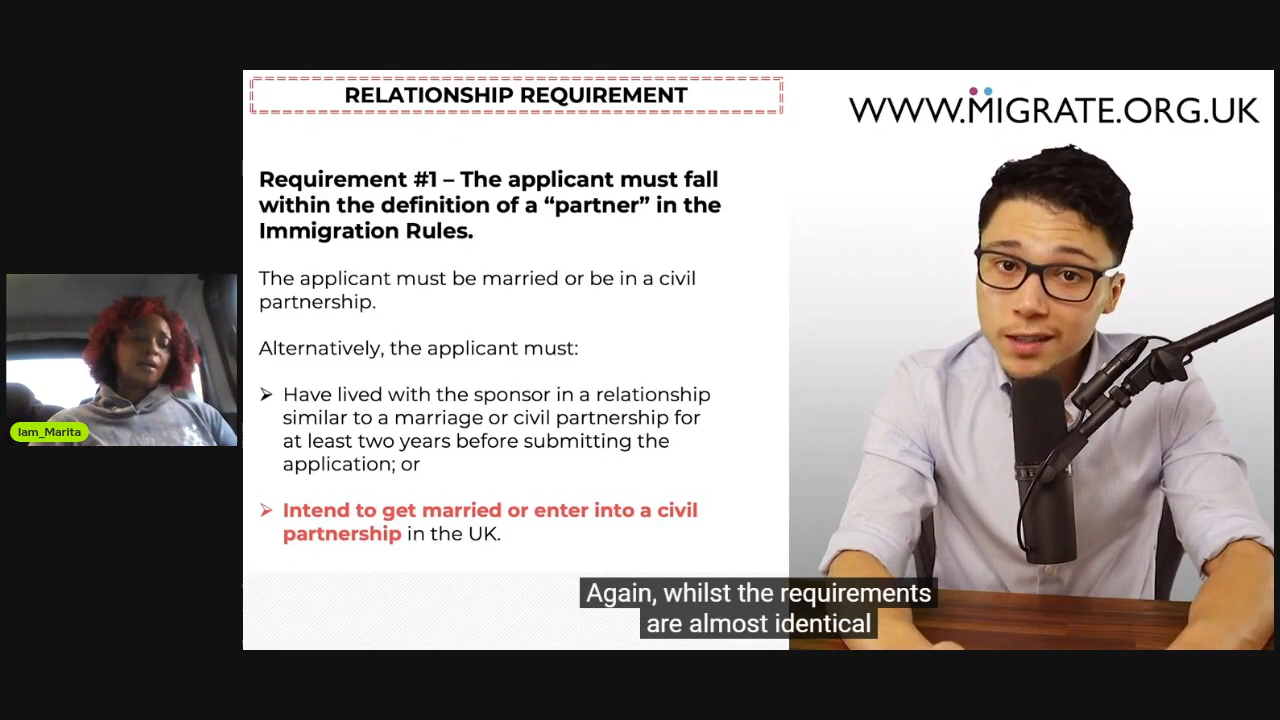 RELATIONSHIP REQUIREMENT
WWW.MIGRATE.ORG.UK
Requirement #1 – The applicant must fall
within the definition of a “partner” in the
Immigration Rules.
The applicant must be married or be in a civil
partnership.
Alternatively, the applicant must:
➢ Have lived with the sponsor in a relationship
similar to a marriage or civil partnership for
at least two years before submitting the
application; or
➢ Intend to get married or enter into a civil
partnership in the UK.
Iam_Marita
Again, whilst the requirements
are almost identical